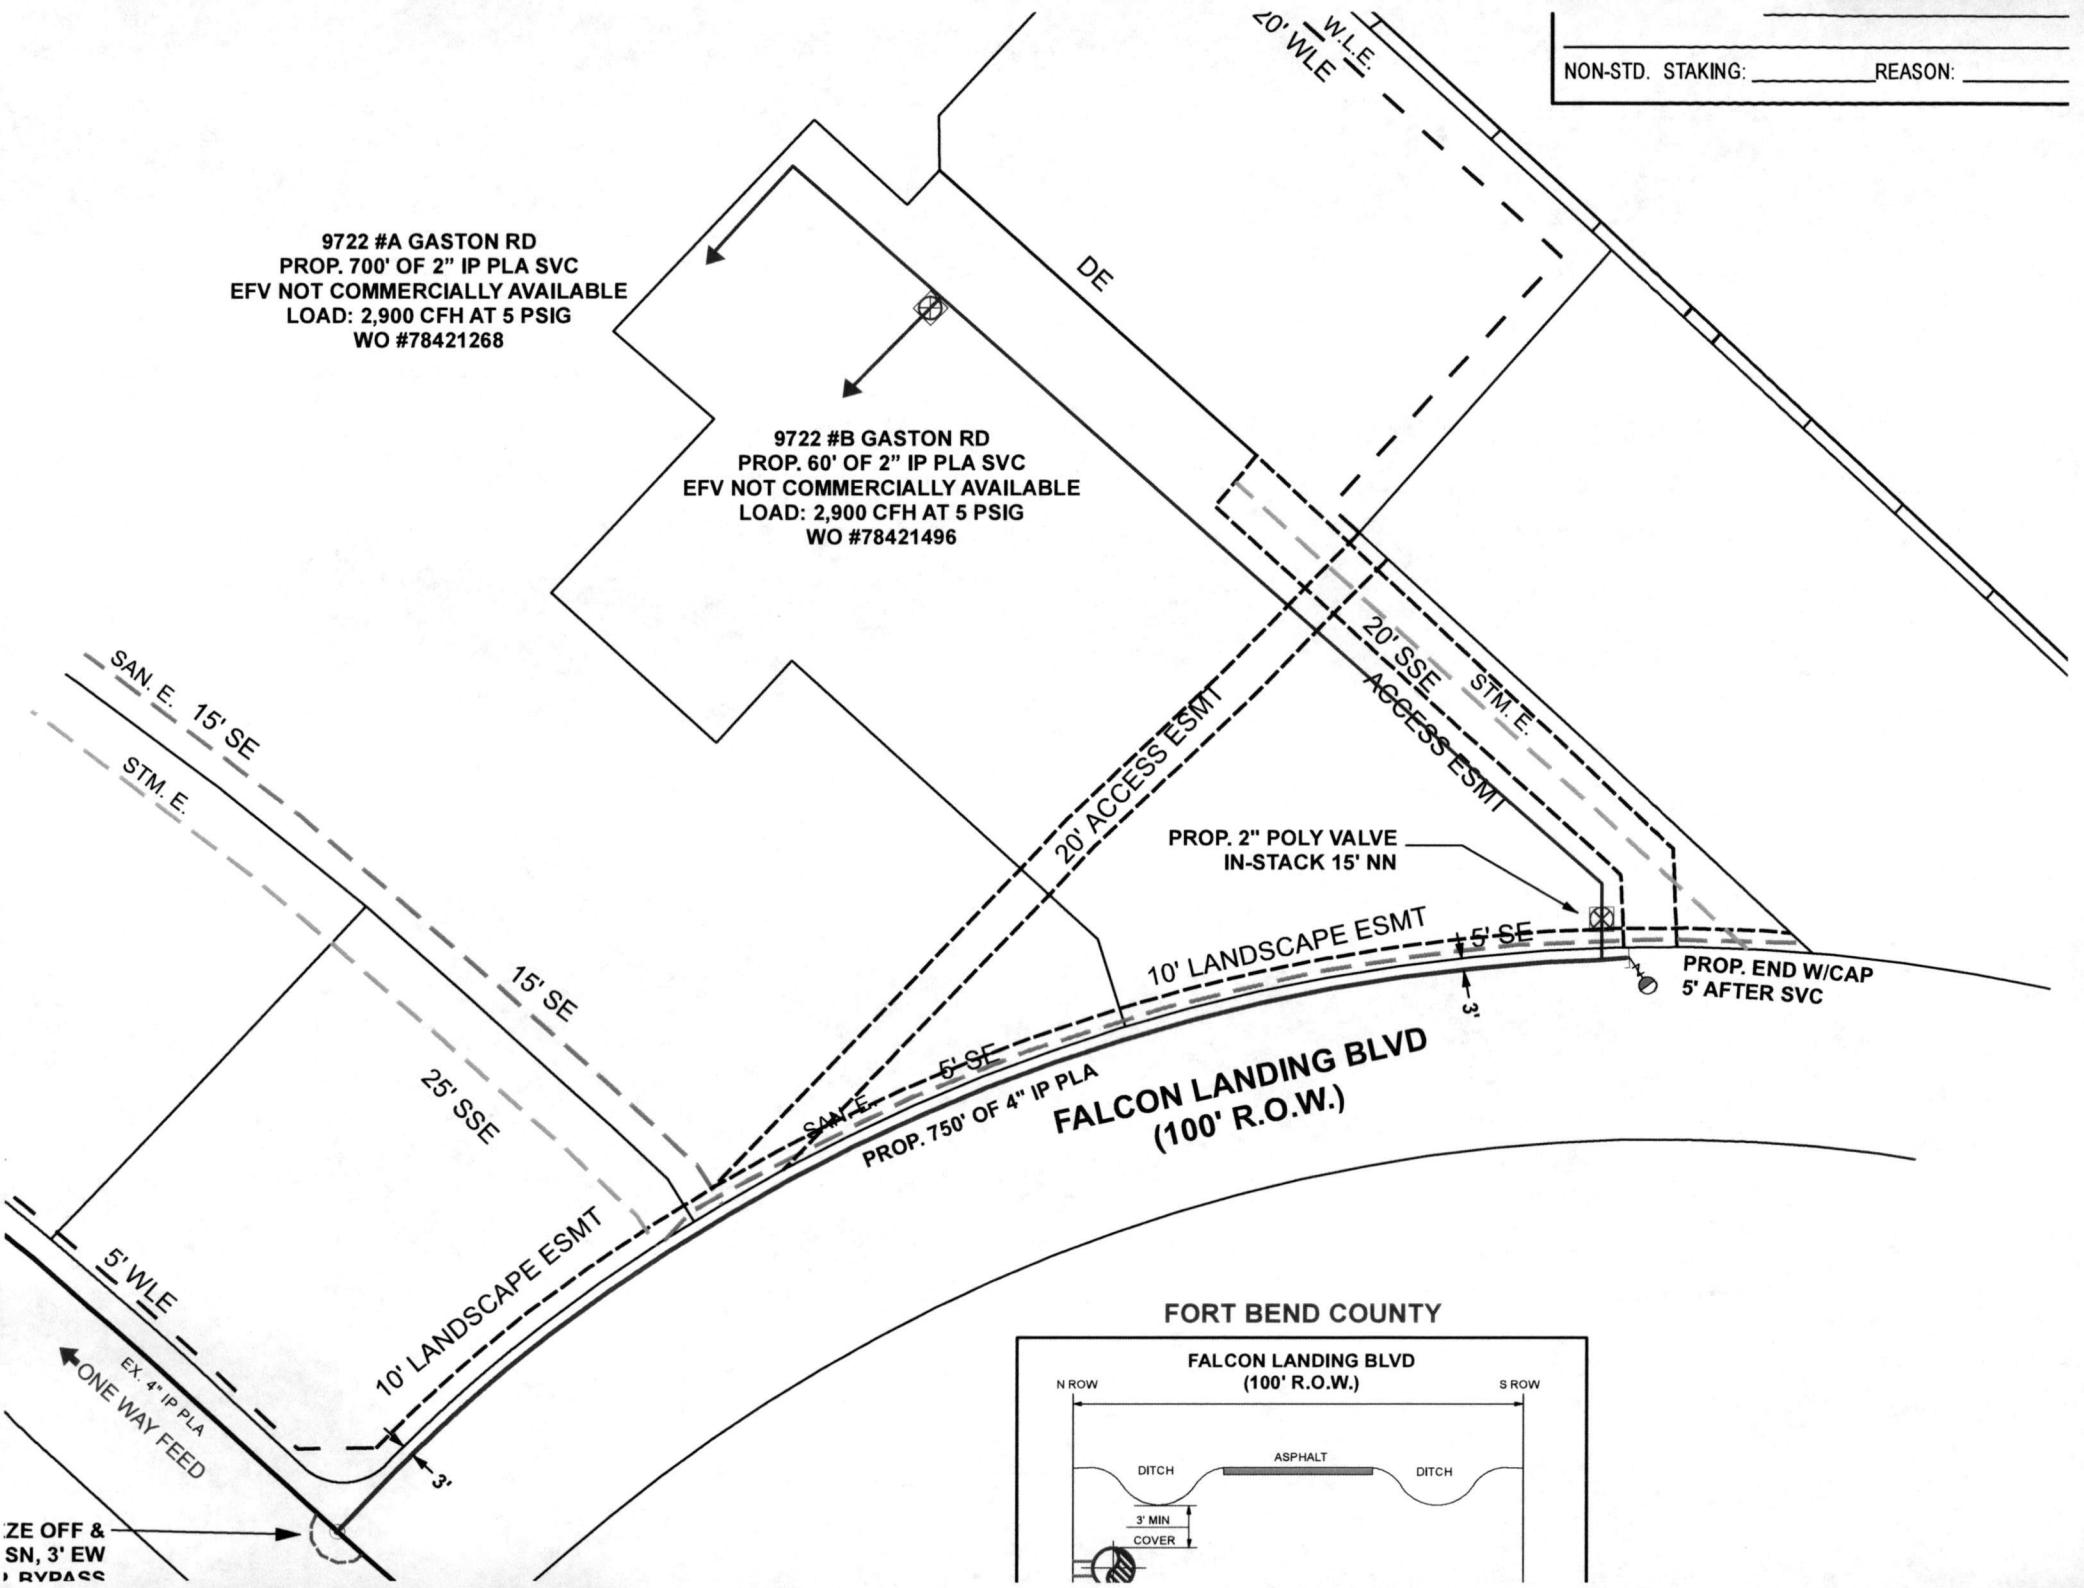 W.L.E.
20' WLE
NON-STD. STAKING: REASON:
9722 #A GASTON RD
PROP. 700' OF 2” IP PLA SVC
EFV NOT COMMERCIALLY AVAILABLE
LOAD: 2,900 CFH AT 5 PSIG
WO #78421268
DE
9722 #B GASTON RD
PROP. 60' OF 2” IP PLA SVC
EFV NOT COMMERCIALLY AVAILABLE
LOAD: 2,900 CFH AT 5 PSIG
WO #78421496
20' SSE
STM. E.
ACCESS ESMT
20' ACCESS ESMT
SAN. E. 15' SE
STM. E.
PROP. 2" POLY VALVE
IN-STACK 15' NN
10' LANDSCAPE ESMT
5' SE
PROP. END W/CAP
5' AFTER SVC
3'
15' SE
25' SSE
5' SE
SAN. E.
PROP. 750' OF 4" IP PLA
FALCON LANDING BLVD
(100' R.O.W.)
10' LANDSCAPE ESMT
5' WLE
EX. 4" IP PLA
ONE WAY FEED
3'
ZE OFF &
SN, 3' EW
BYPASS
FORT BEND COUNTY
FALCON LANDING BLVD
(100' R.O.W.)
N ROW
S ROW
DITCH
ASPHALT
DITCH
3' MIN
COVER